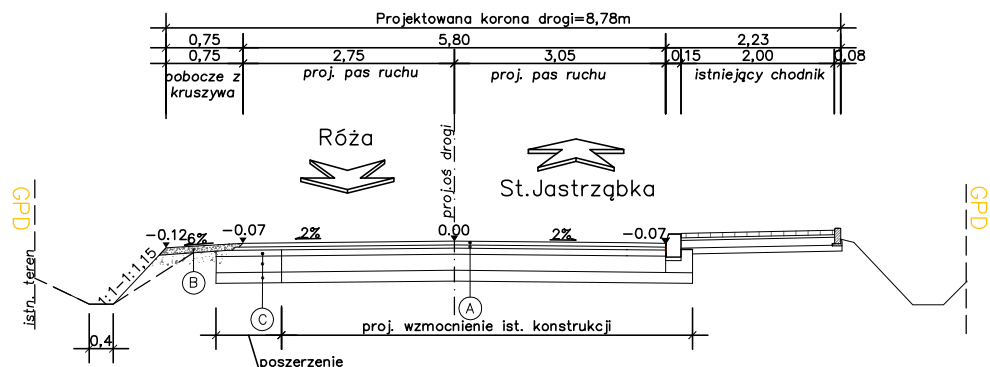 Projektowana korona drogi=8,78m
0,75 5,80 2,23
0,75 2,75 3,05 0,15 2,00 0,08
pobocze z
kruszywa
proj. pas ruchu
proj. pas ruchu
istniejący chodnik
Róża
proj.oś drogi
St.Jastrząbka
GPD
GPD
-0.12 6% -0.07 2% 0.00 2% -0.07
istn. teren
1:1-1:1,15
B
C
A
0,4
proj. wzmocnienie ist. konstrukcji
poszerzenie